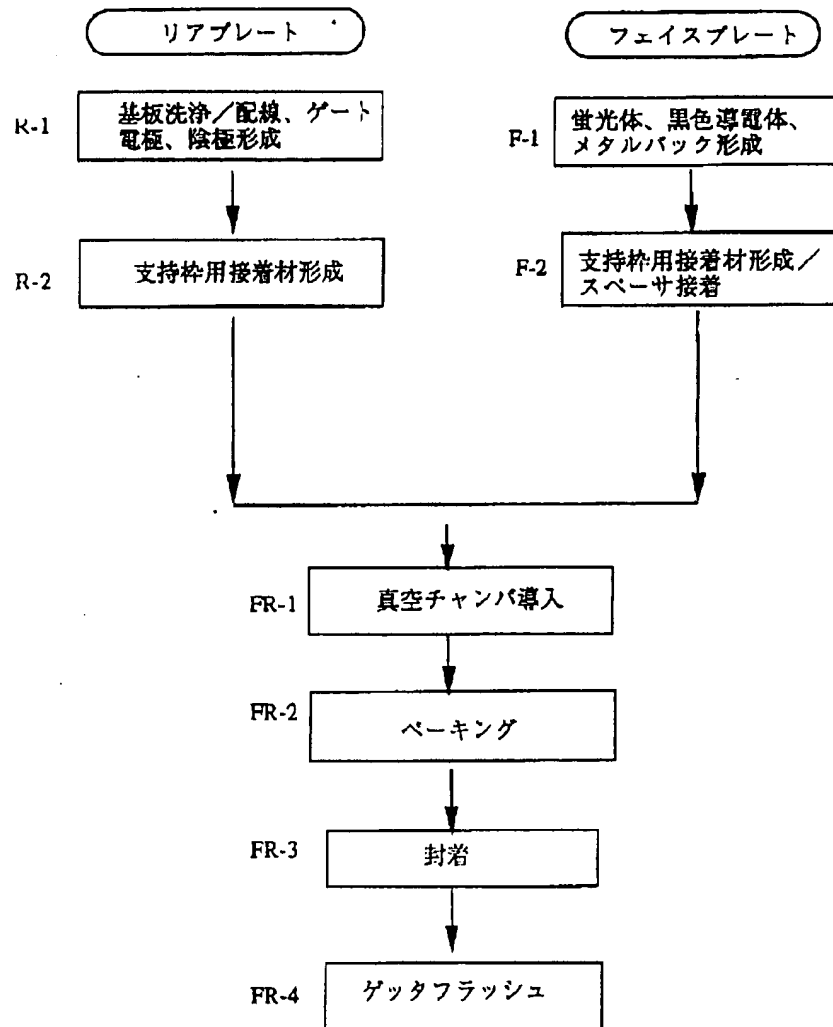 リアプレート
フェイスプレート
R-1
基板洗浄/配線、ゲート
電極、陰極形成
F-1
蛍光体、黒色導電体、
メタルバック形成
R-2
支持枠用接着材形成
F-2
支持枠用接着材形成/
スペーサ接着
FR-1
真空チャンバ導入
FR-2
ベーキング
FR-3
封着
FR-4
ゲッタフラッシュ